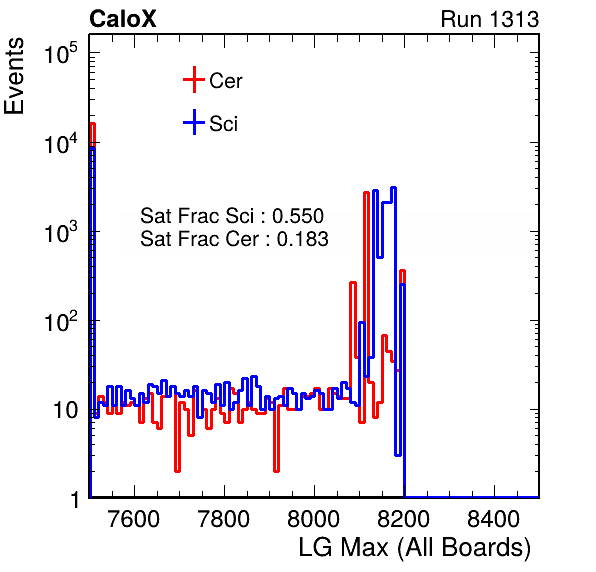 CaloX Run 1313
Events
10^5
10^4
10^3
10^2
10
1
Cer
Sci
Sat Frac Sci : 0.550
Sat Frac Cer : 0.183
7600 7800 8000 8200 8400
LG Max (All Boards)